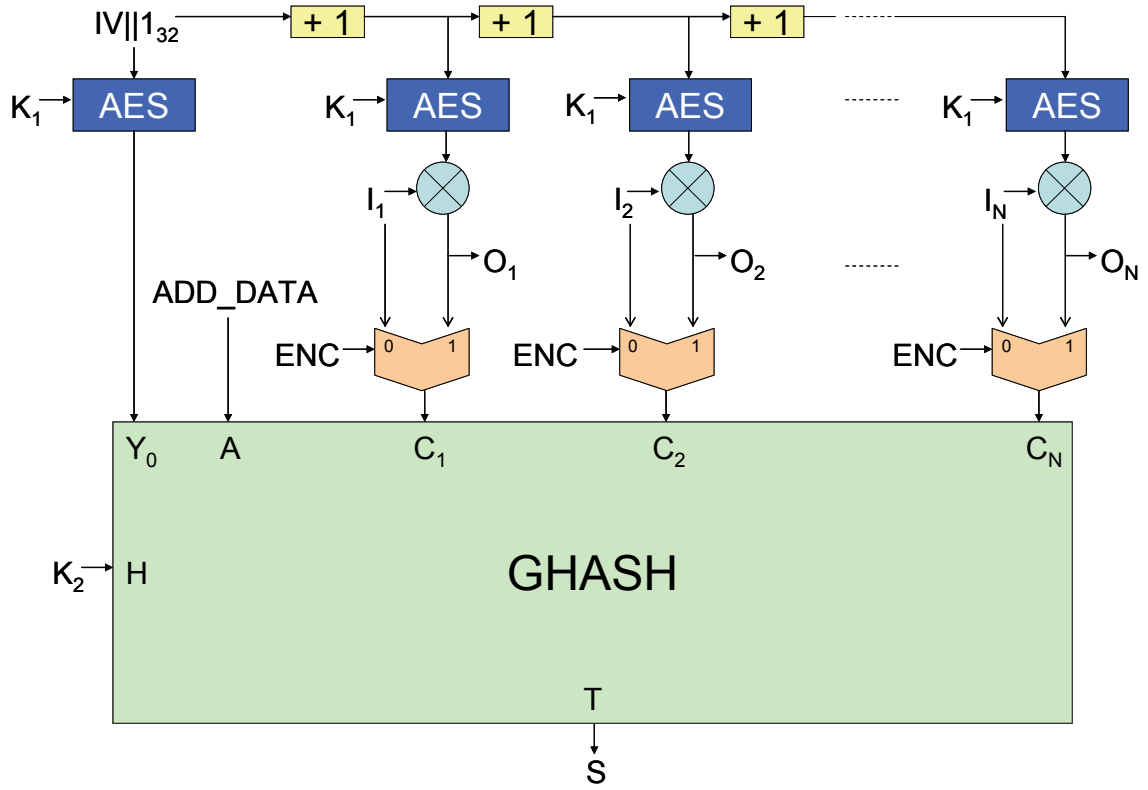 IV||1₃₂ + 1 + 1 + 1
K₁ AES K₁ AES K₁ AES K₁ AES
I₁ I₂ I_N
O₁ O₂ O_N
ADD_DATA
ENC 0 1 ENC 0 1 ENC 0 1
Y₀ A C₁ C₂ C_N
K₂ H GHASH
T
S